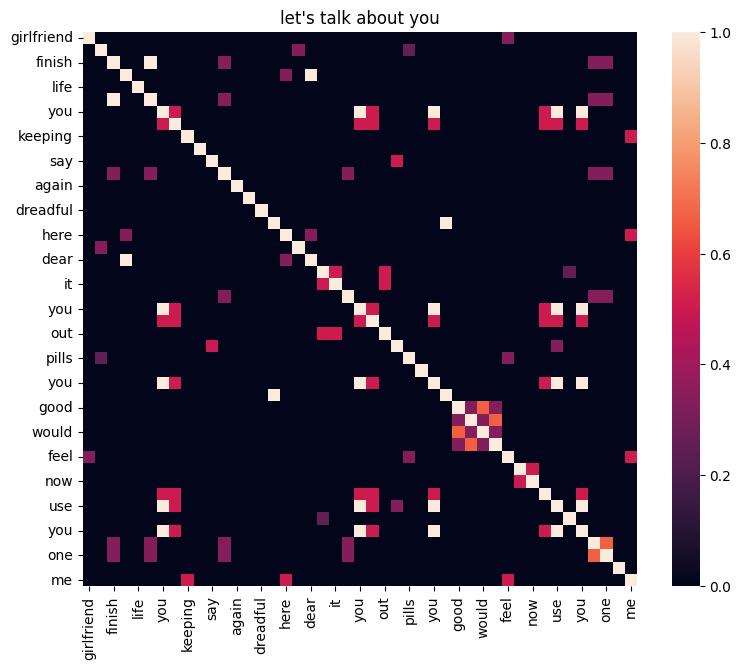 let's talk about you
girlfriend
finish
life
you
keeping
say
again
dreadful
here
dear
it
you
out
pills
you
good
would
feel
now
use
you
one
me
1.0
0.8
0.6
0.4
0.2
0.0
girlfriend
finish
life
you
keeping
say
again
dreadful
here
dear
it
you
out
pills
you
good
would
feel
now
use
you
one
me